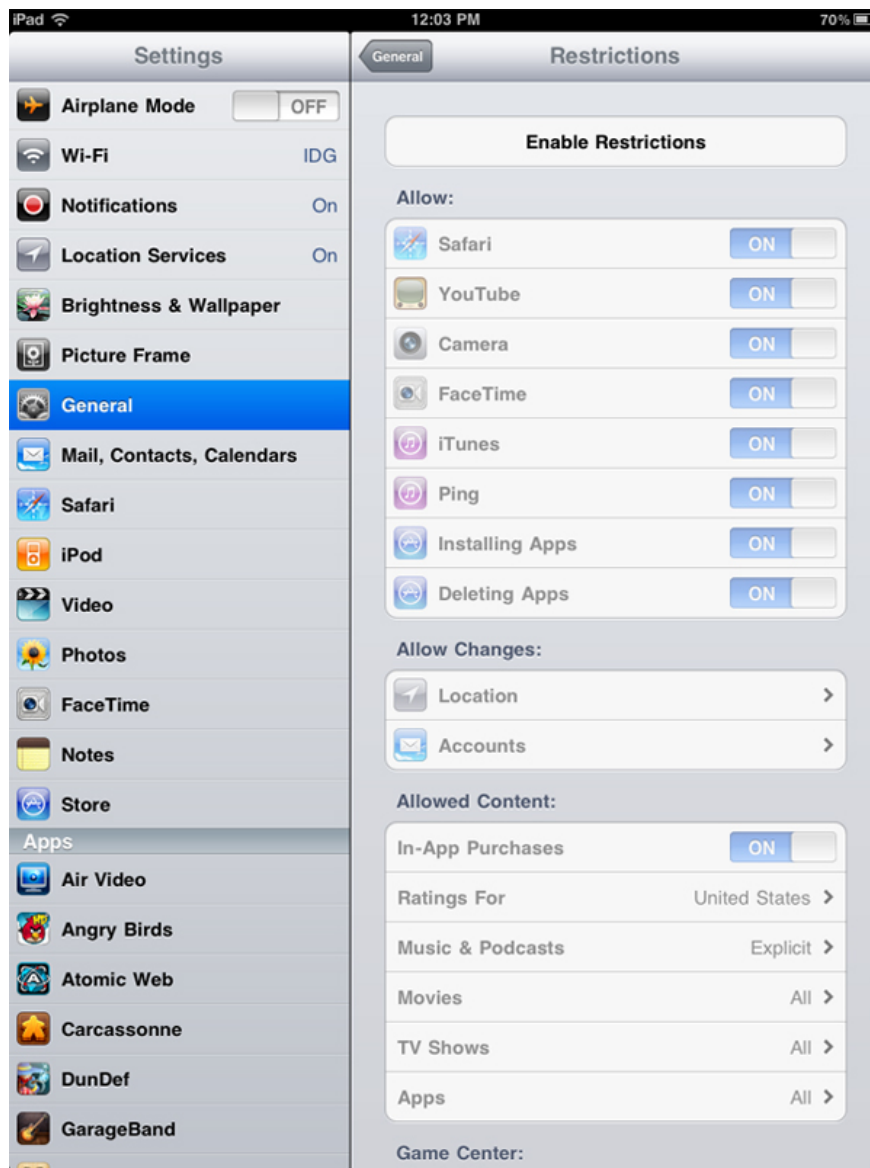 iPad 12:03 PM 70%
Settings
Airplane Mode OFF
Wi-Fi IDG
Notifications On
Location Services On
Brightness & Wallpaper
Picture Frame
General
Mail, Contacts, Calendars
Safari
iPod
Video
Photos
FaceTime
Notes
Store
Apps
Air Video
Angry Birds
Atomic Web
Carcassonne
DunDef
GarageBand
General Restrictions
Enable Restrictions
Allow:
Safari ON
YouTube ON
Camera ON
FaceTime ON
iTunes ON
Ping ON
Installing Apps ON
Deleting Apps ON
Allow Changes:
Location
Accounts
Allowed Content:
In-App Purchases ON
Ratings For United States
Music & Podcasts Explicit
Movies All
TV Shows All
Apps All
Game Center: